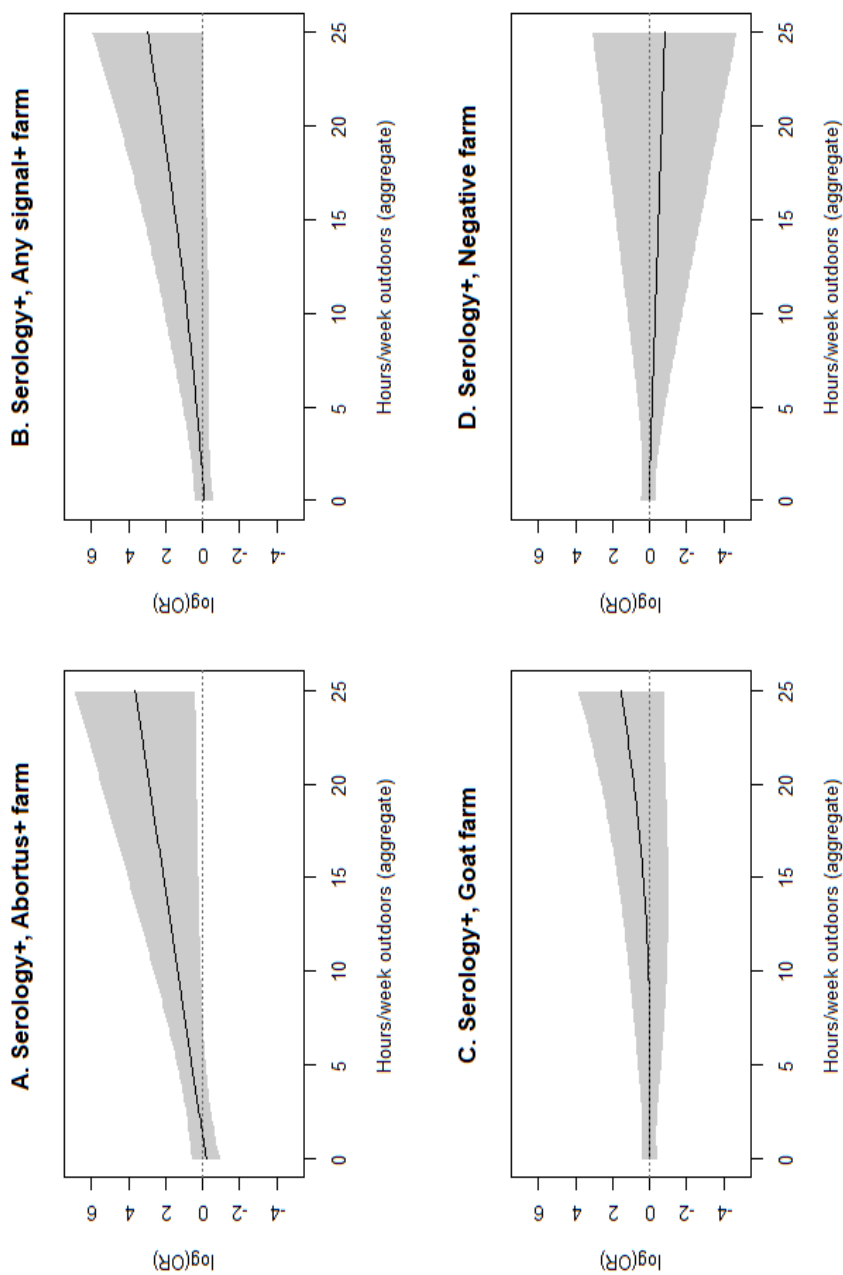 A. Serology+, Abortus+ farm
log(OR)
6
4
2
0
-2
-4
0 5 10 15 20 25
Hours/week outdoors (aggregate)
B. Serology+, Any signal+ farm
log(OR)
6
4
2
0
-2
-4
0 5 10 15 20 25
Hours/week outdoors (aggregate)
C. Serology+, Goat farm
log(OR)
6
4
2
0
-2
-4
0 5 10 15 20 25
Hours/week outdoors (aggregate)
D. Serology+, Negative farm
log(OR)
6
4
2
0
-2
-4
0 5 10 15 20 25
Hours/week outdoors (aggregate)